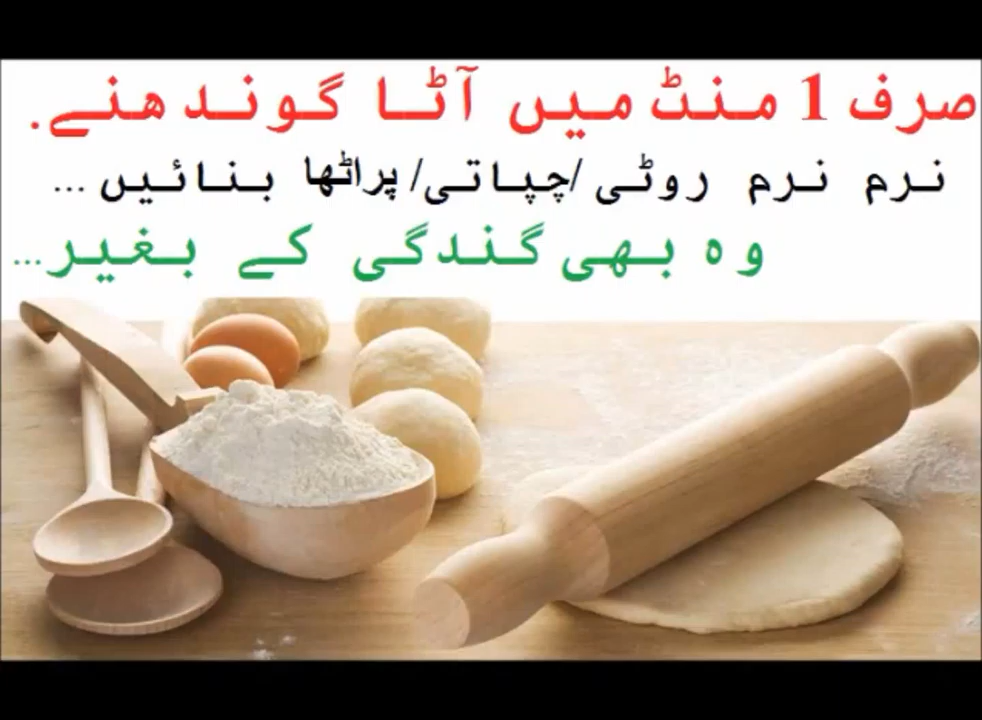 صرف 1 منٹ میں آٹا گوندھنے.
نرم نرم روٹی /چپاتی/ پراٹھا بنائیں ...
وہ بھی گندگی کے بغیر...